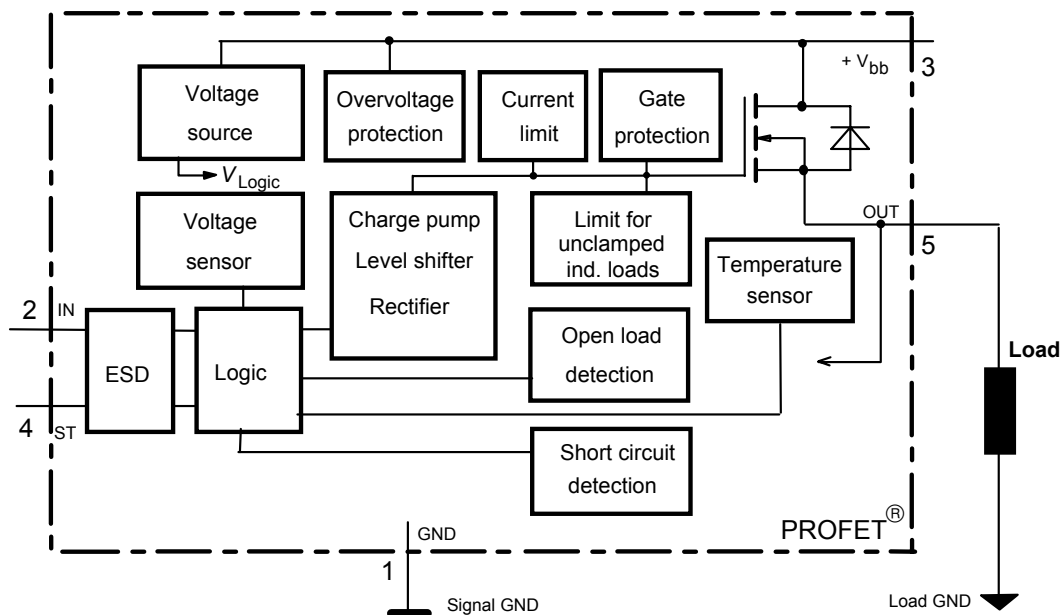 + Vbb
3
Voltage
source
Overvoltage
protection
Current
limit
Gate
protection
VLogic
Voltage
sensor
Charge pump
Level shifter
Rectifier
Limit for
unclamped
ind. loads
OUT
5
Temperature
sensor
2
IN
ESD
Logic
Open load
detection
Load
4
ST
Short circuit
detection
PROFET®
GND
1
Signal GND
Load GND